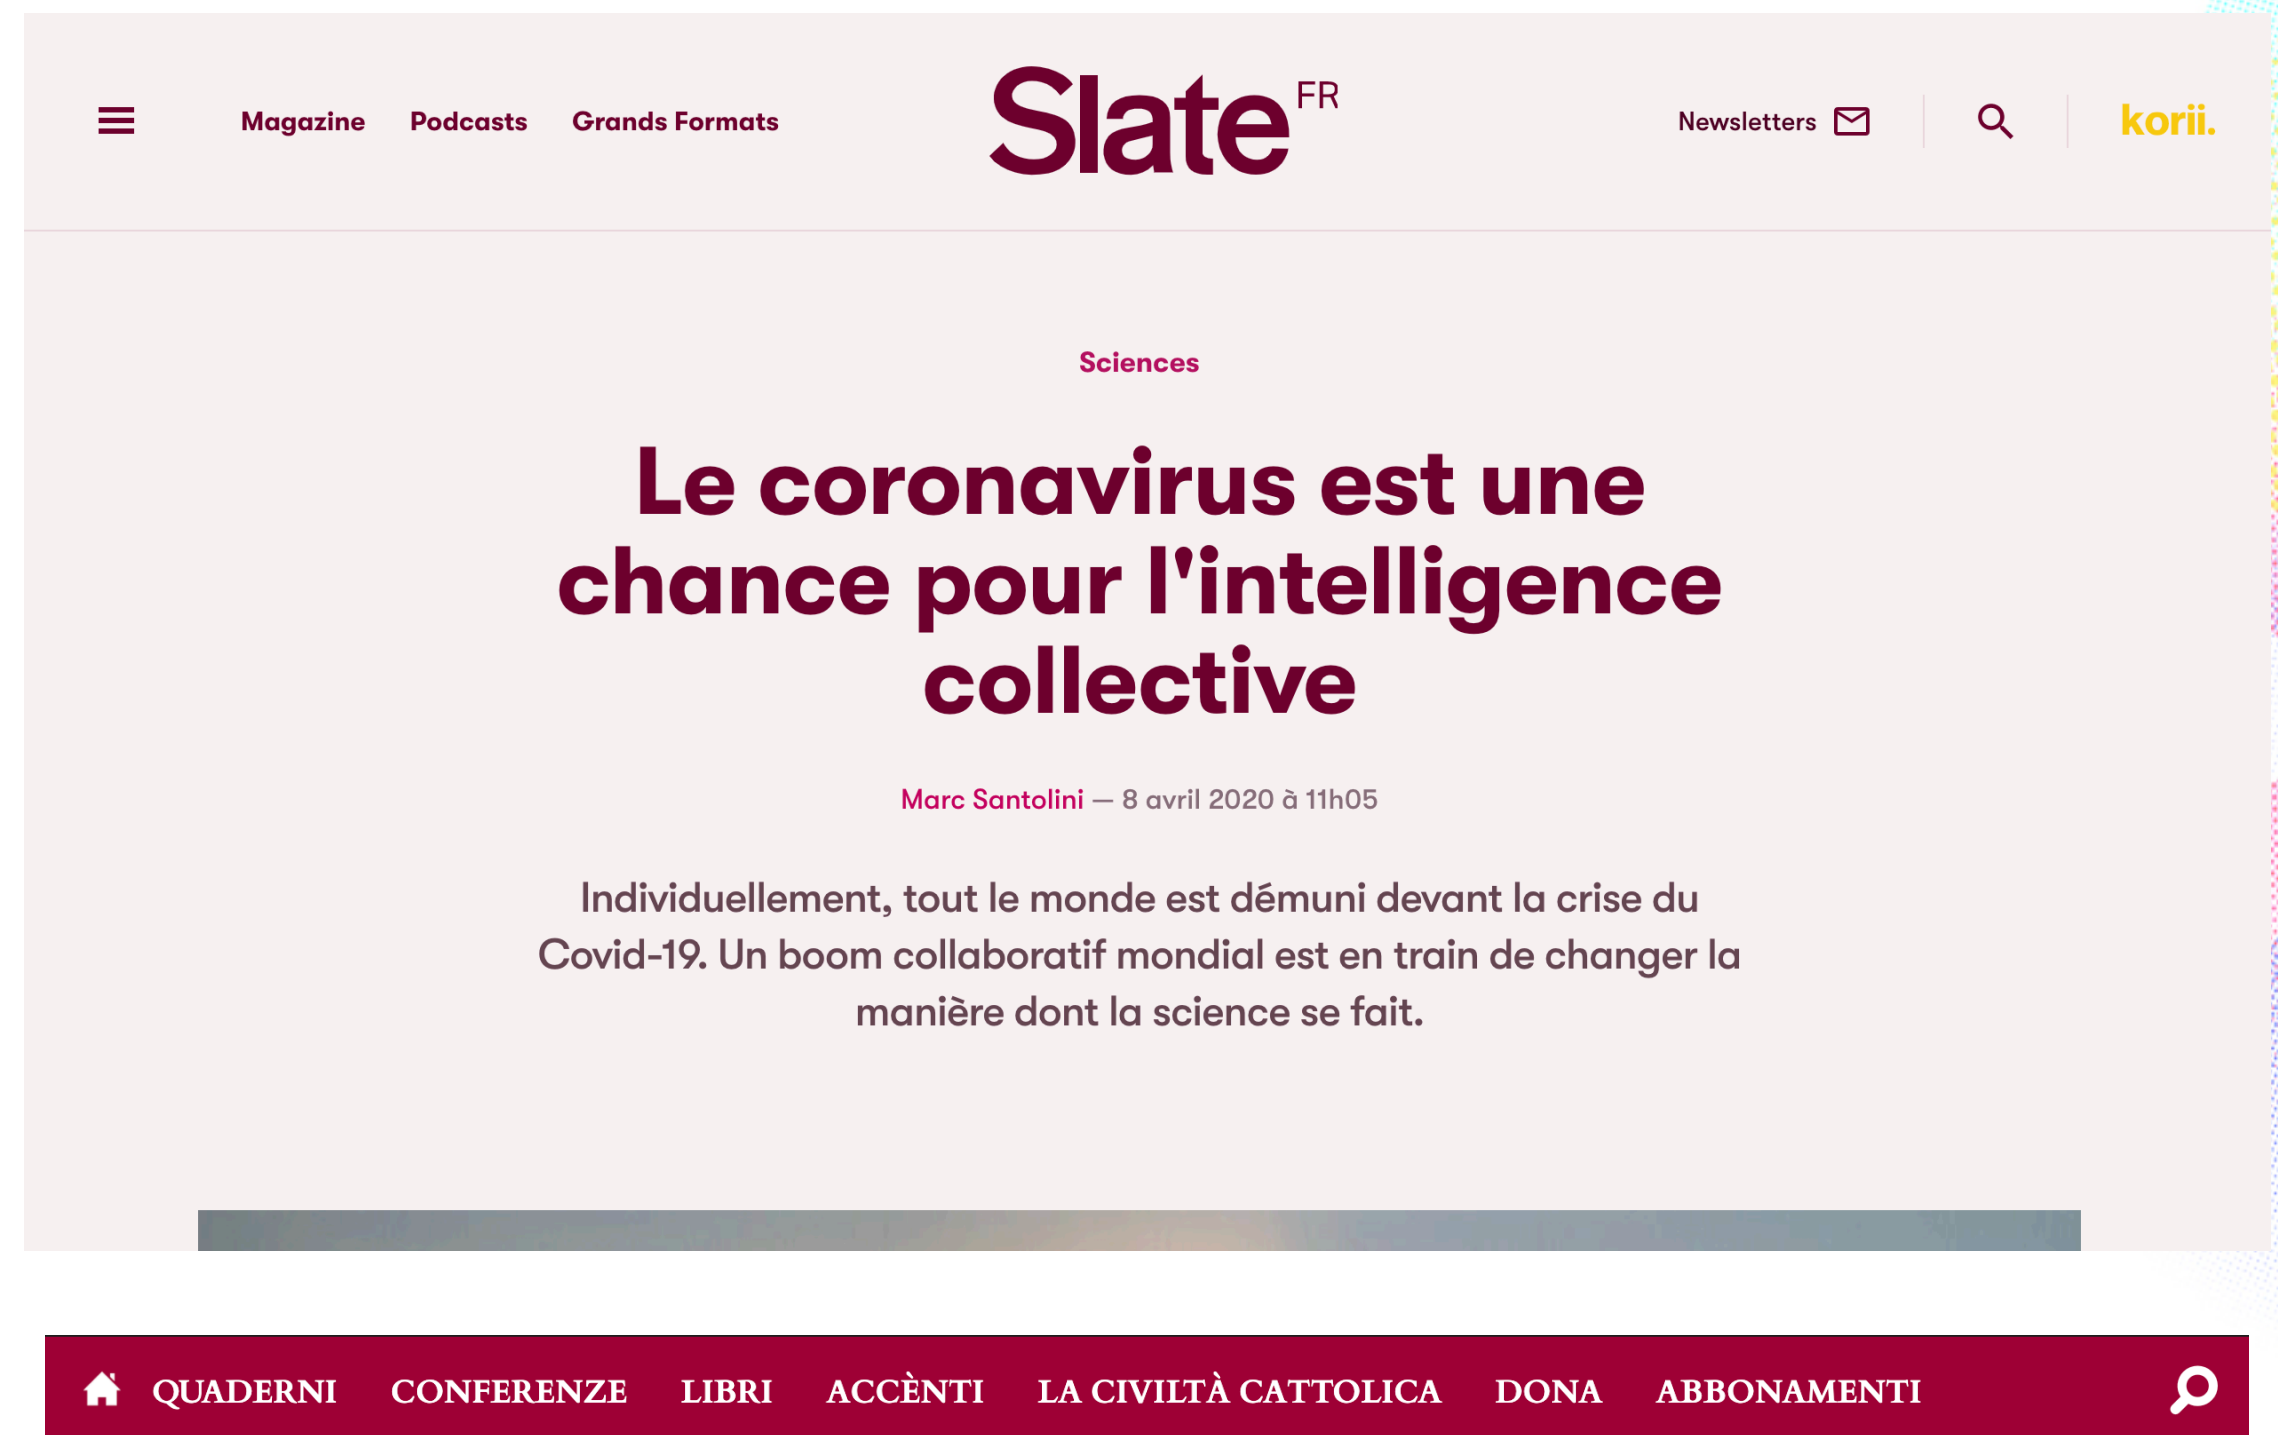 Magazine Podcasts Grands Formats Slate FR Newsletters korii.
Sciences
Le coronavirus est une
chance pour l'intelligence
collective
Marc Santolini — 8 avril 2020 à 11h05
Individuellement, tout le monde est démuni devant la crise du
Covid-19. Un boom collaboratif mondial est en train de changer la
manière dont la science se fait.
QUADERNI CONFERENZE LIBRI ACCÈNTI LA CIVILTÀ CATTOLICA DONA ABBONAMENTI